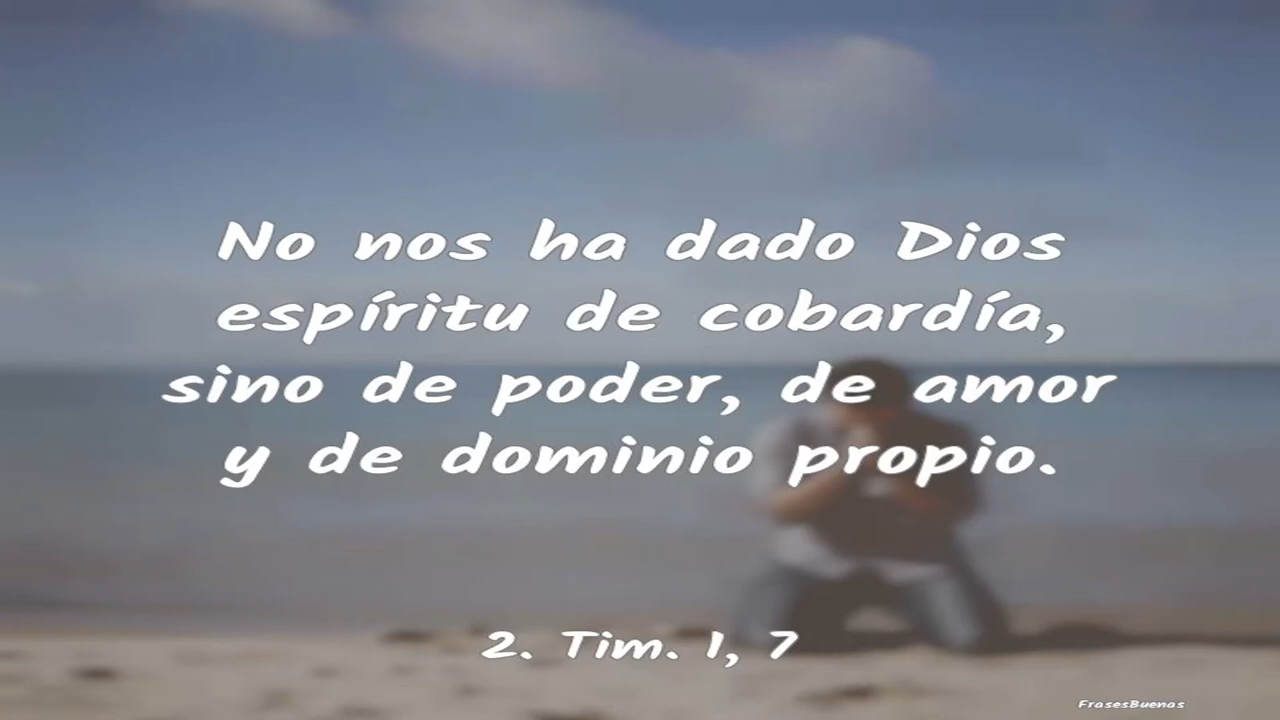 No nos ha dado Dios
espíritu de cobardía,
sino de poder, de amor
y de dominio propio.
2. Tim. 1, 7
FrasesBuenas